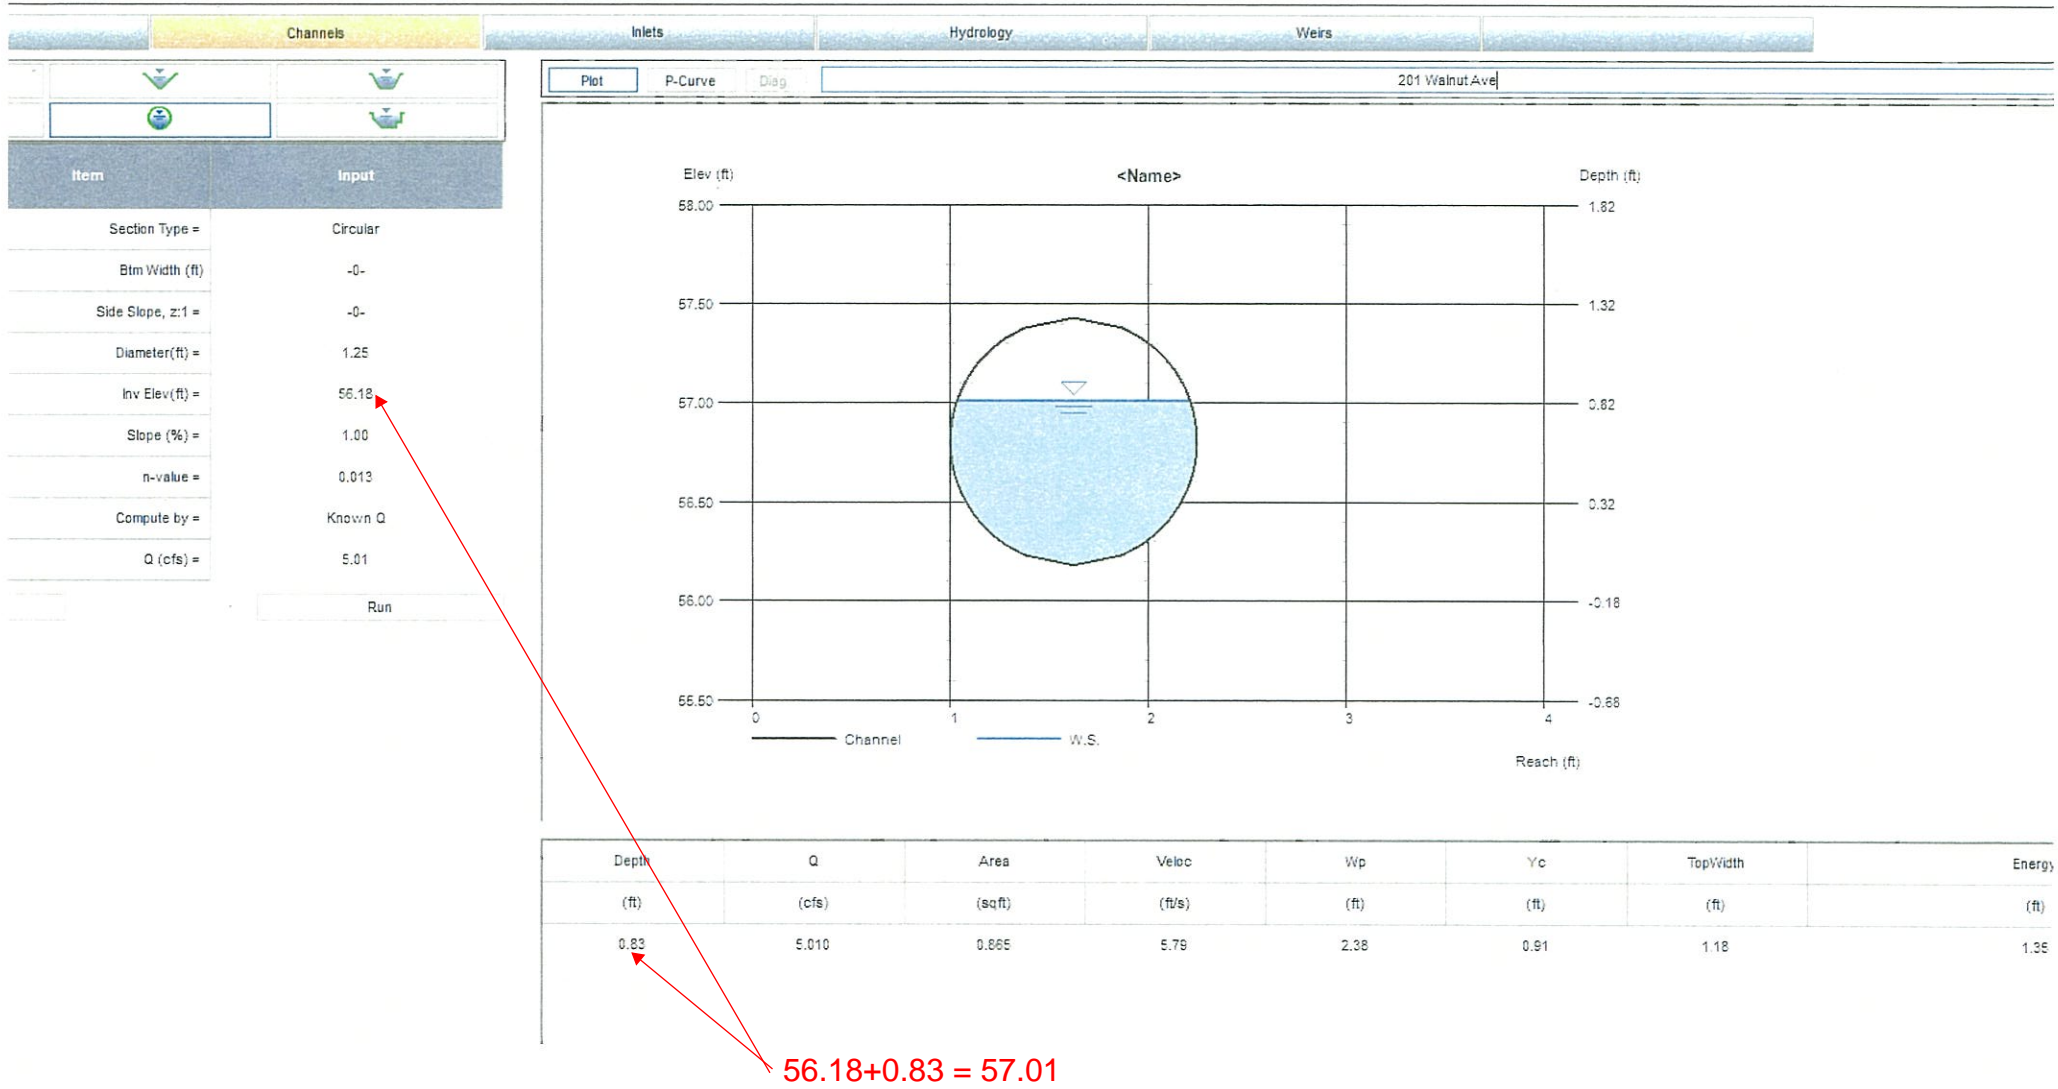 Channels Inlets Hydrology Weirs
Plot P-Curve Diag 201 Walnut Ave
Item Input
Section Type = Circular
Btm Width (ft) -0-
Side Slope, z:1 = -0-
Diameter(ft) = 1.25
Inv Elev(ft) = 56.18
Slope (%) = 1.00
n-value = 0.013
Compute by = Known Q
Q (cfs) = 5.01
Run
Elev (ft) <Name> Depth (ft)
58.00 1.82
57.50 1.32
57.00 0.82
56.50 0.32
56.00 -0.18
55.50 -0.68
0 1 2 3 4
Channel W.S.
Reach (ft)
Depth Q Area Veloc Wp Yc TopWidth Energy
(ft) (cfs) (sqft) (ft/s) (ft) (ft) (ft) (ft)
0.83 5.010 0.865 5.79 2.38 0.91 1.18 1.35
56.18+0.83 = 57.01